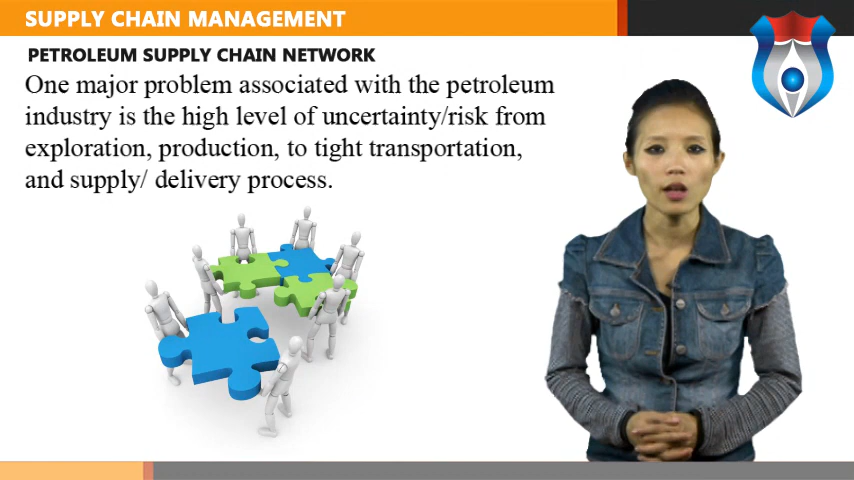 SUPPLY CHAIN MANAGEMENT
PETROLEUM SUPPLY CHAIN NETWORK
One major problem associated with the petroleum
industry is the high level of uncertainty/risk from
exploration, production, to tight transportation,
and supply/ delivery process.